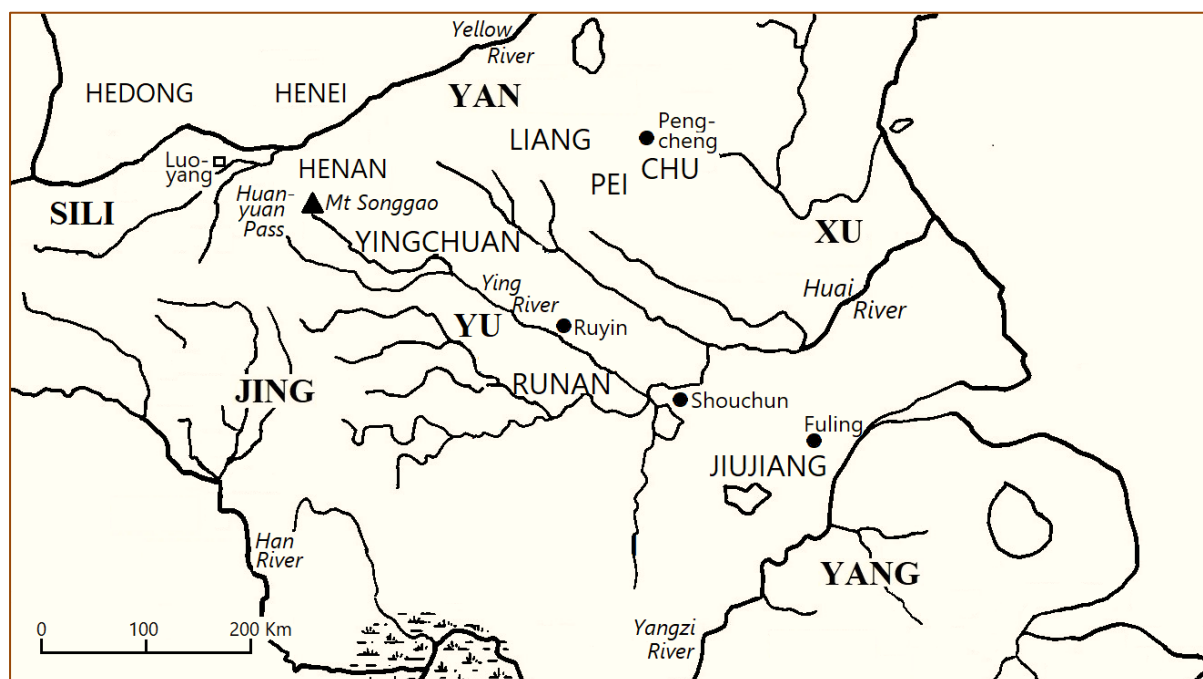 Yellow
River
HEDONG
HENEI
YAN
LIANG
Peng-
cheng
CHU
Luo-
yang
HENAN
PEI
Huan-
yuan
Pass
Mt Songgao
SILI
YINGCHUAN
XU
Ying
River
Huai
River
YU
Ruyin
JING
RUNAN
Shouchun
Fuling
JIUJIANG
Han
River
YANG
0 100 200 Km
Yangzi
River